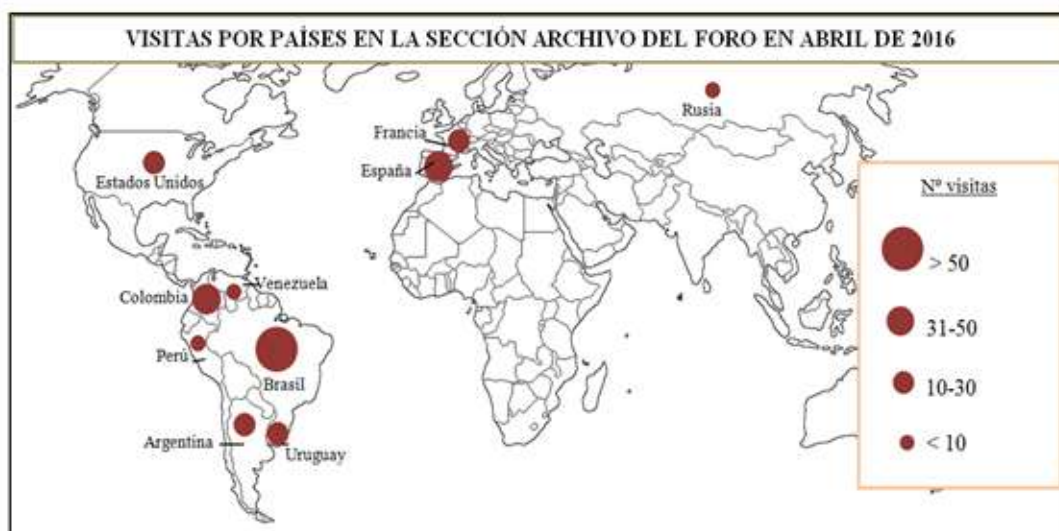 VISITAS POR PAÍSES EN LA SECCIÓN ARCHIVO DEL FORO EN ABRIL DE 2016
Rusia
Francia
España
Estados Unidos
Nº visitas
> 50
31-50
10-30
< 10
Venezuela
Colombia
Perú
Brasil
Argentina
Uruguay